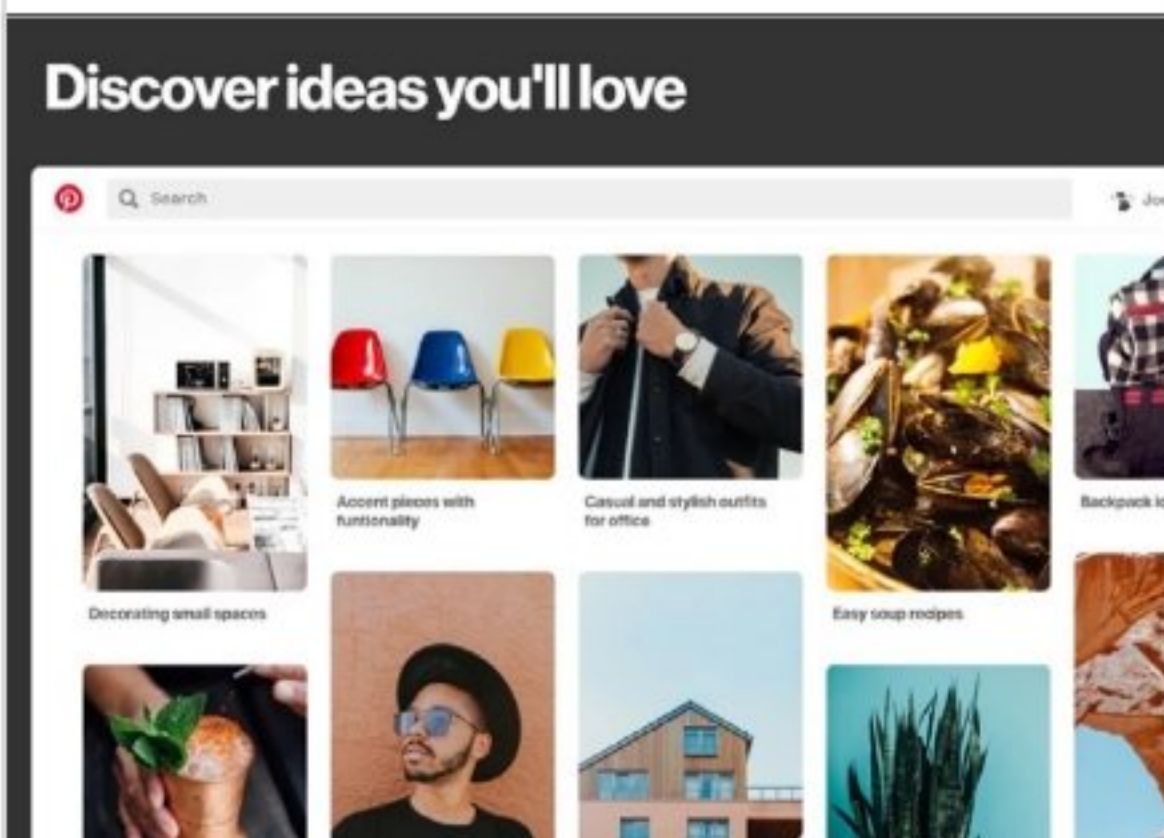 Discover ideas you'll love
Search
Accent pieces with
funtionality
Casual and stylish outfits
for office
Backpack
Decorating small spaces
Easy soup recipes